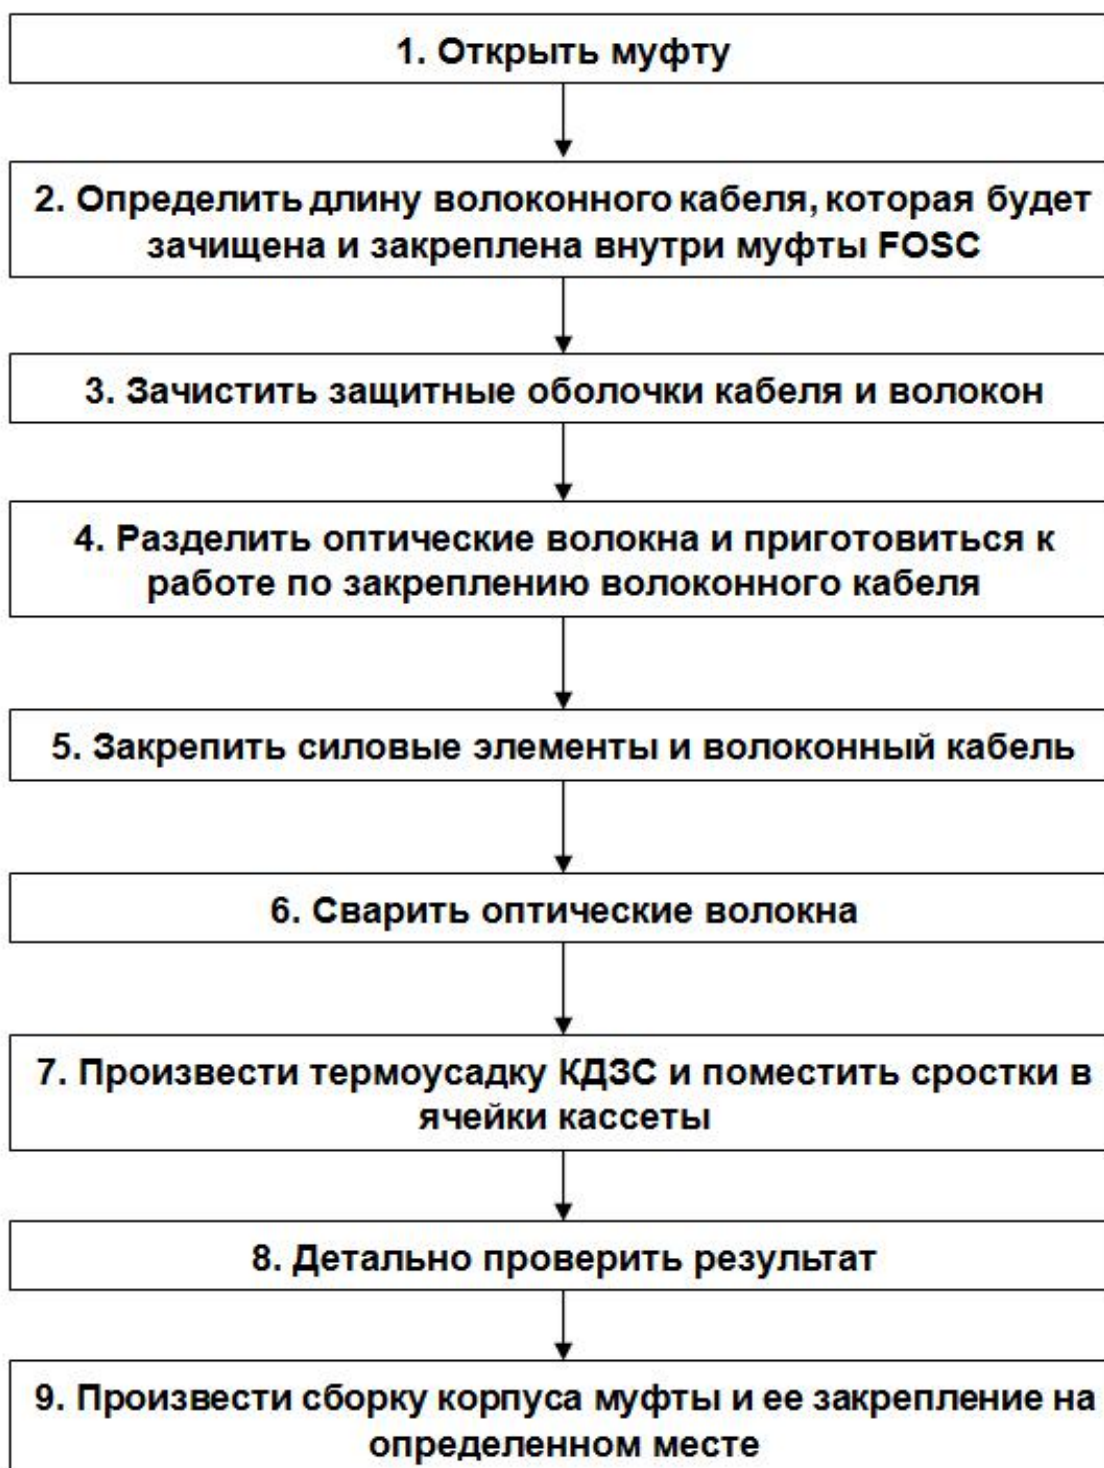 1. Открыть муфту
2. Определить длину волоконного кабеля, которая будет
зачищена и закреплена внутри муфты FOSC
3. Зачистить защитные оболочки кабеля и волокон
4. Разделить оптические волокна и приготовиться к
работе по закреплению волоконного кабеля
5. Закрепить силовые элементы и волоконный кабель
6. Сварить оптические волокна
7. Произвести термоусадку КДЗС и поместить сростки в
ячейки кассеты
8. Детально проверить результат
9. Произвести сборку корпуса муфты и ее закрепление на
определенном месте